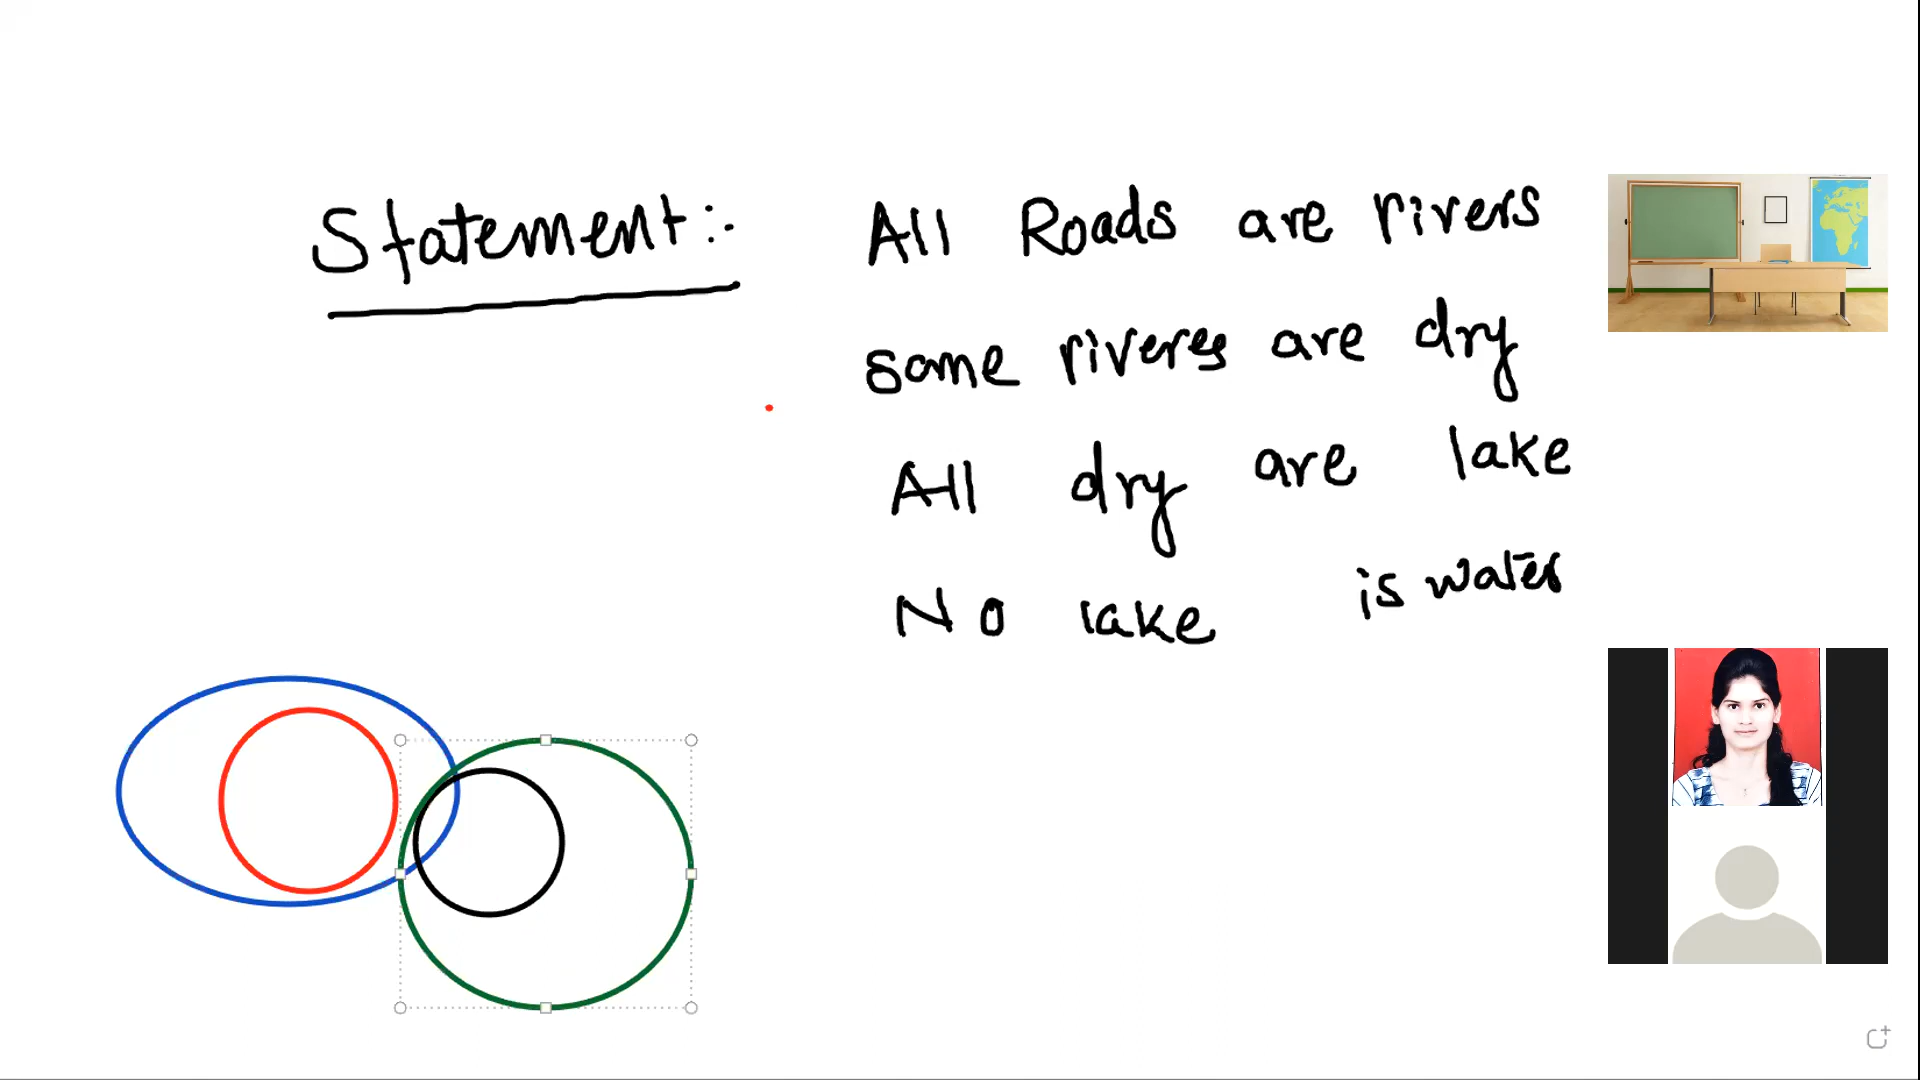 Statement:- All Roads are rivers
some riveres are dry
All dry are lake
No lake is water